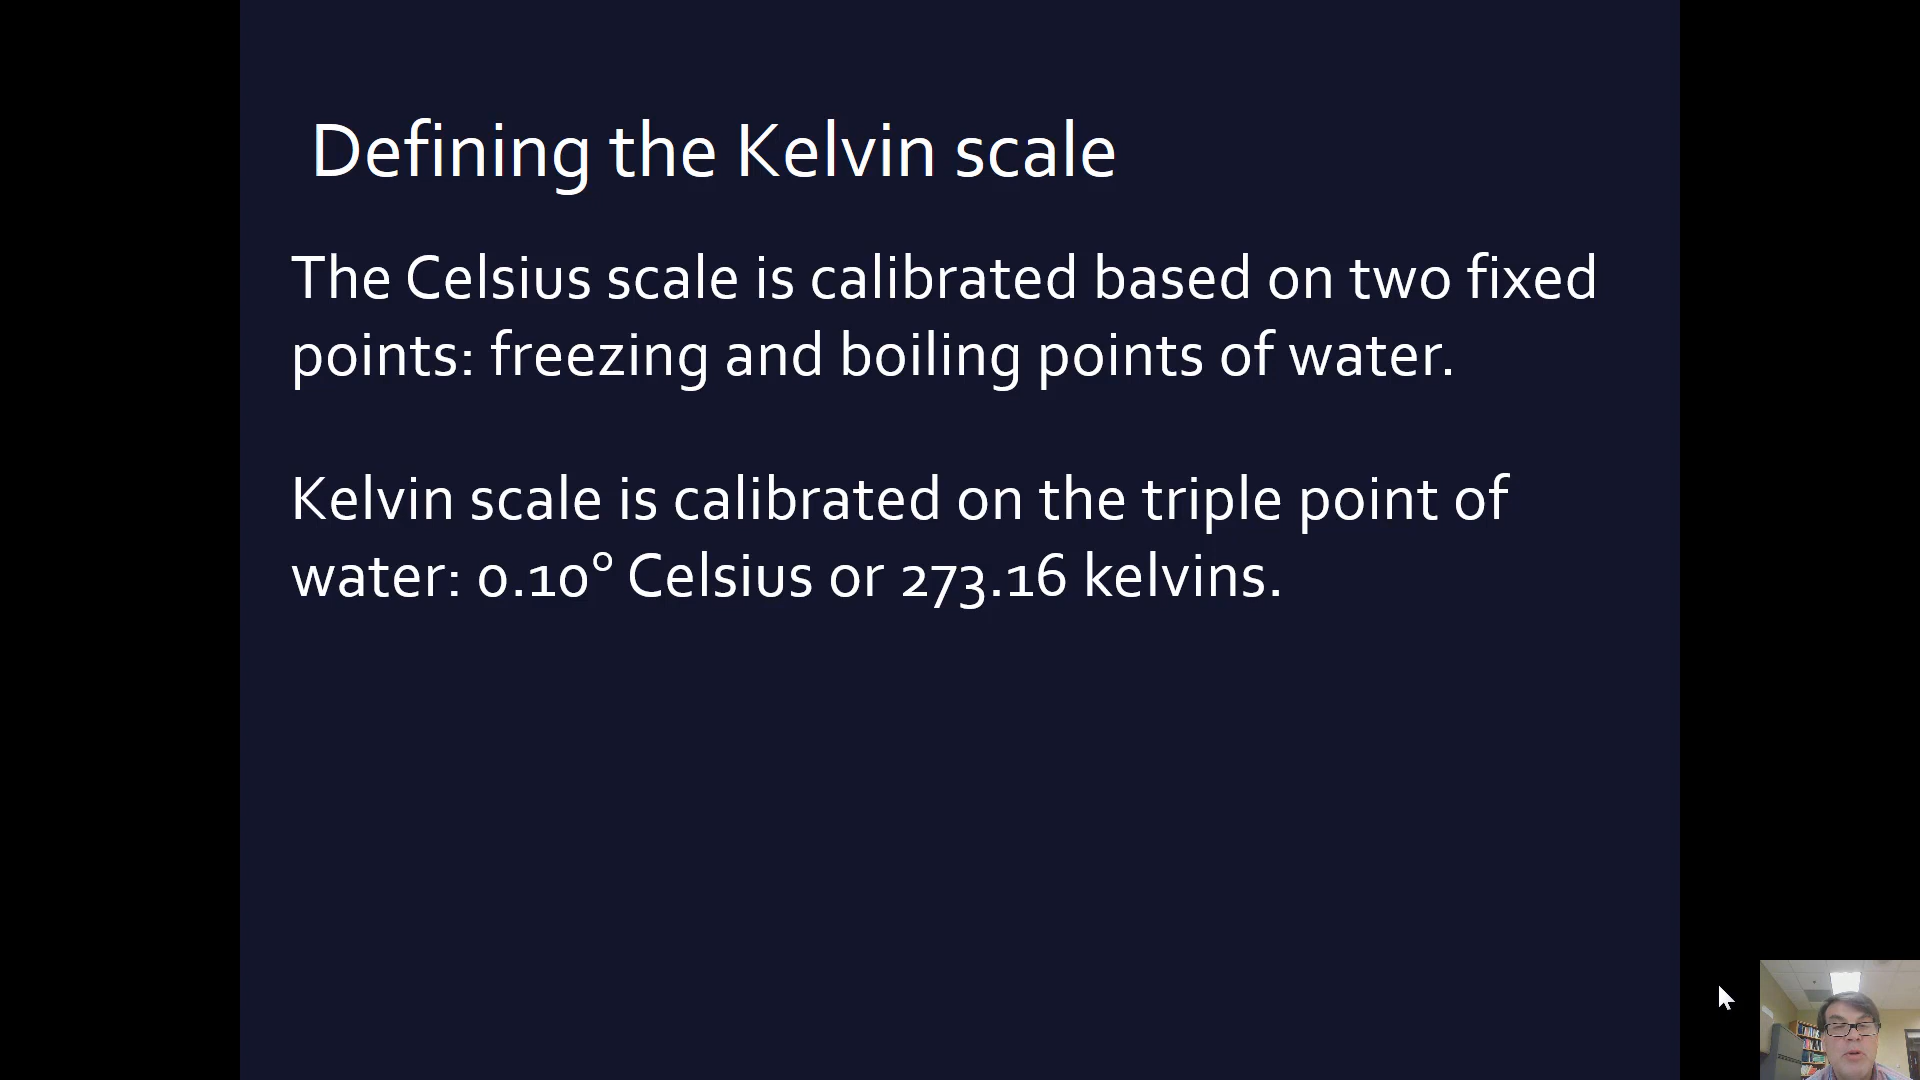 Defining the Kelvin scale
The Celsius scale is calibrated based on two fixed
points: freezing and boiling points of water.
Kelvin scale is calibrated on the triple point of
water: 0.10° Celsius or 273.16 kelvins.